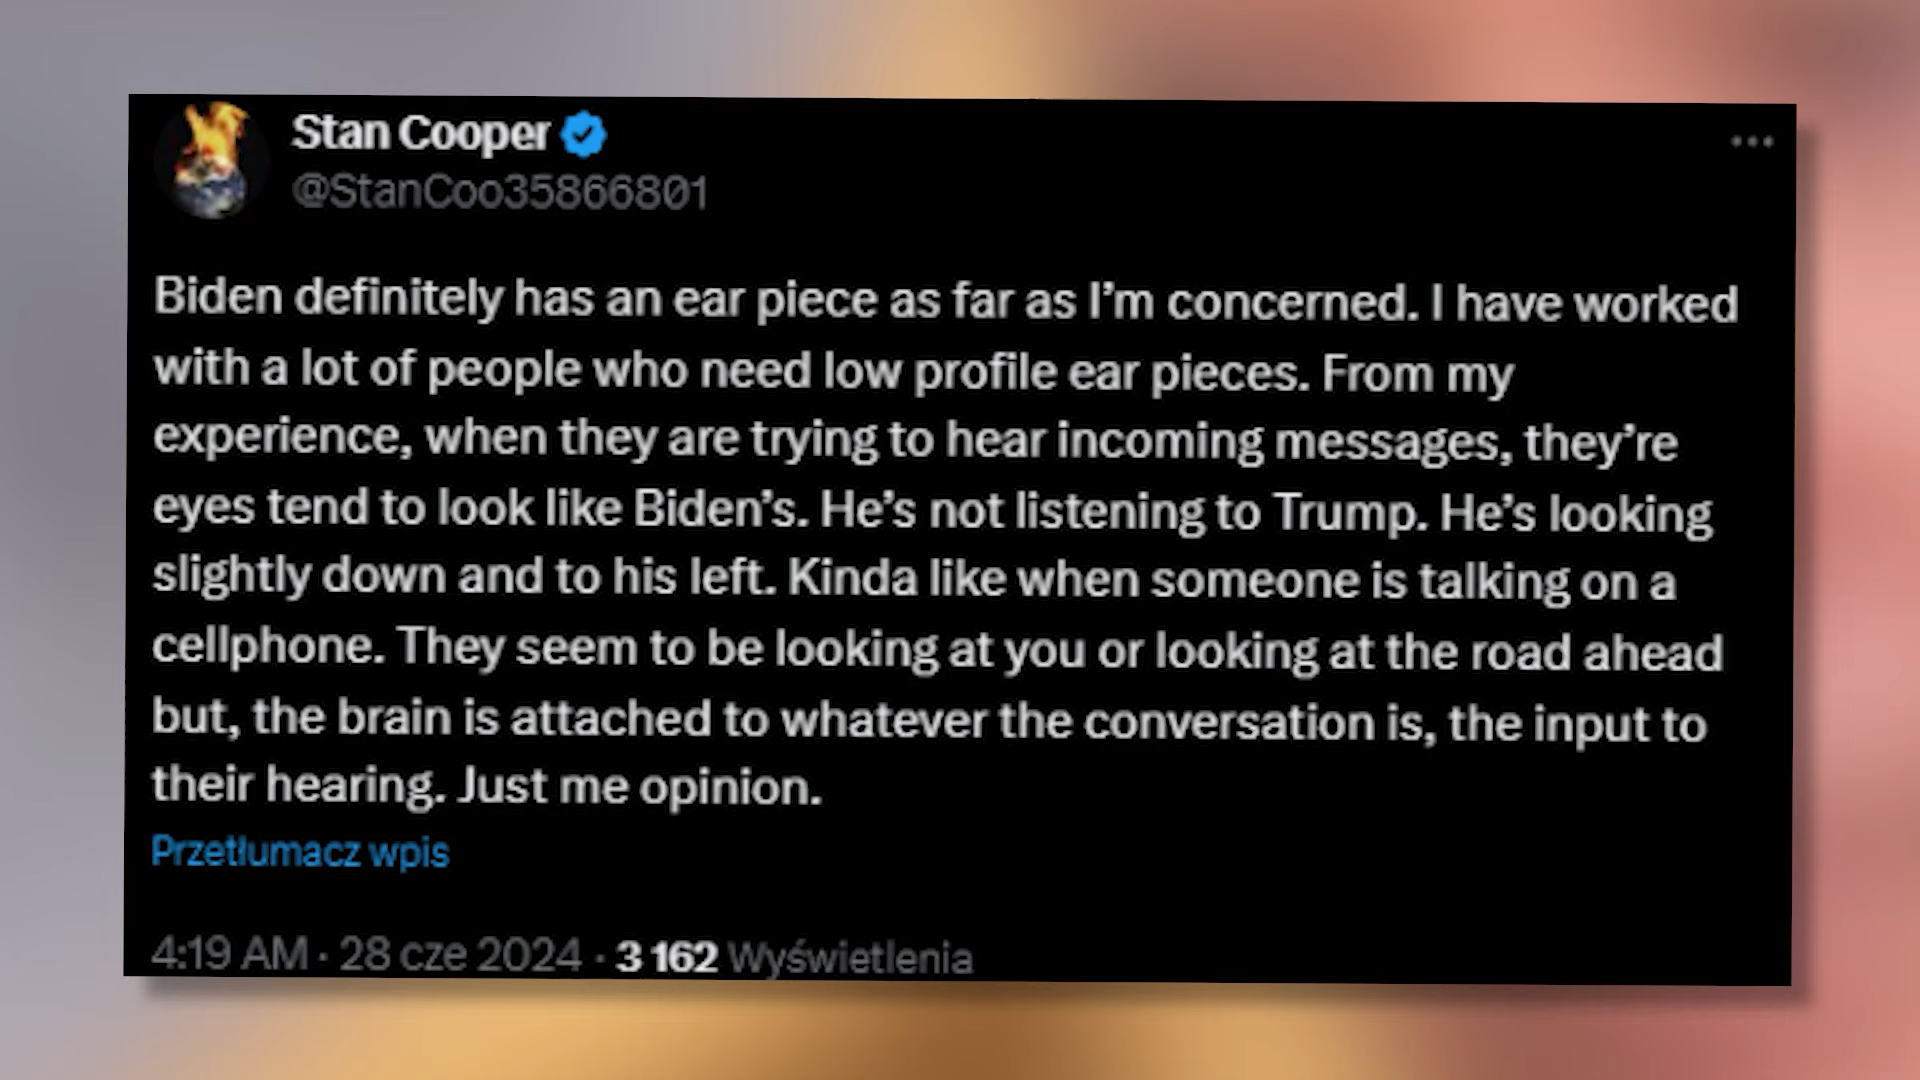 Stan Cooper
@StanCoo35866801
Biden definitely has an ear piece as far as I’m concerned. I have worked
with a lot of people who need low profile ear pieces. From my
experience, when they are trying to hear incoming messages, they’re
eyes tend to look like Biden’s. He’s not listening to Trump. He’s looking
slightly down and to his left. Kinda like when someone is talking on a
cellphone. They seem to be looking at you or looking at the road ahead
but, the brain is attached to whatever the conversation is, the input to
their hearing. Just me opinion.
Przetłumacz wpis
4:19 AM · 28 cze 2024 · 3 162 Wyświetlenia